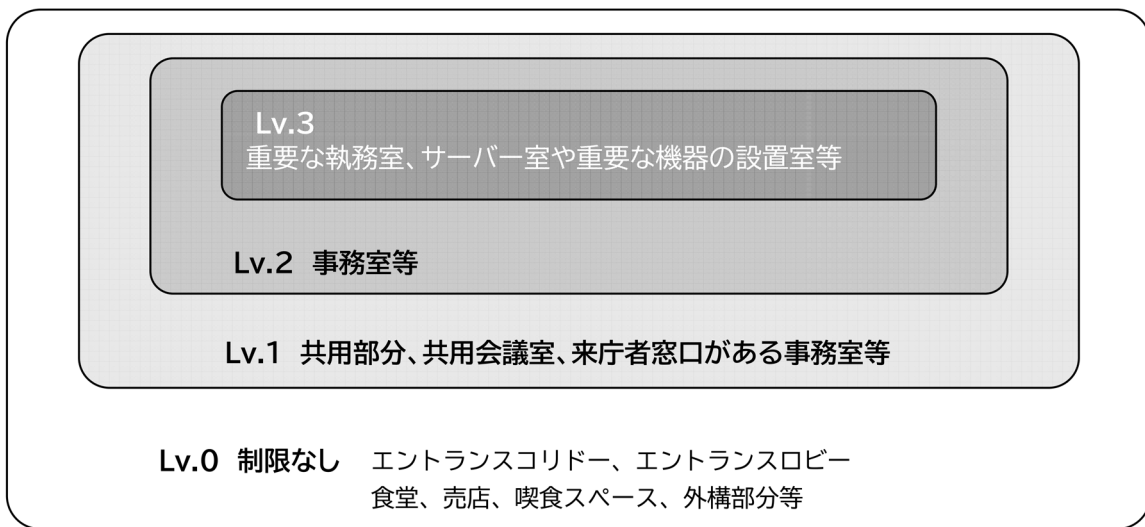 Lv.3
重要な執務室、サーバー室や重要な機器の設置室等
Lv.2 事務室等
Lv.1 共用部分、共用会議室、来庁者窓口がある事務室等
Lv.0 制限なし エントランスコリドー、エントランスロビー
食堂、売店、喫食スペース、外構部分等